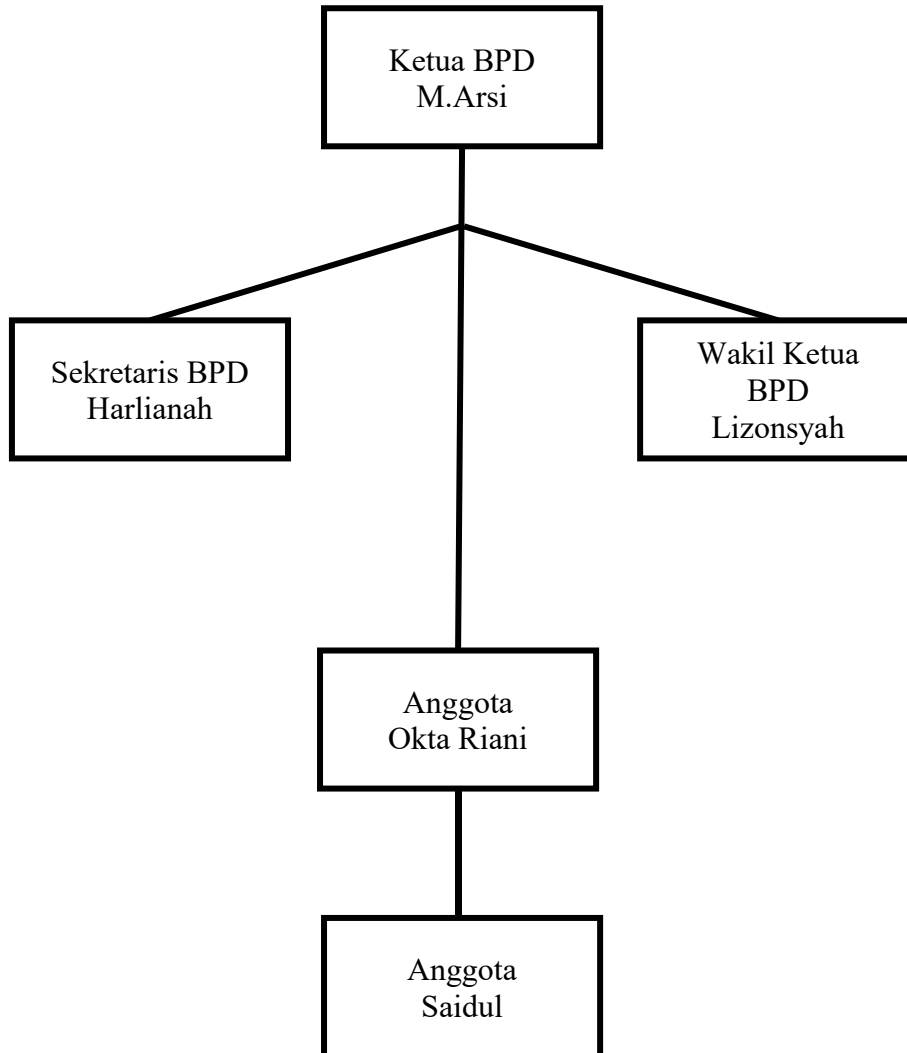 Ketua BPD
M.Arsi
Sekretaris BPD
Harlianah
Wakil Ketua
BPD
Lizonsyah
Anggota
Okta Riani
Anggota
Saidul